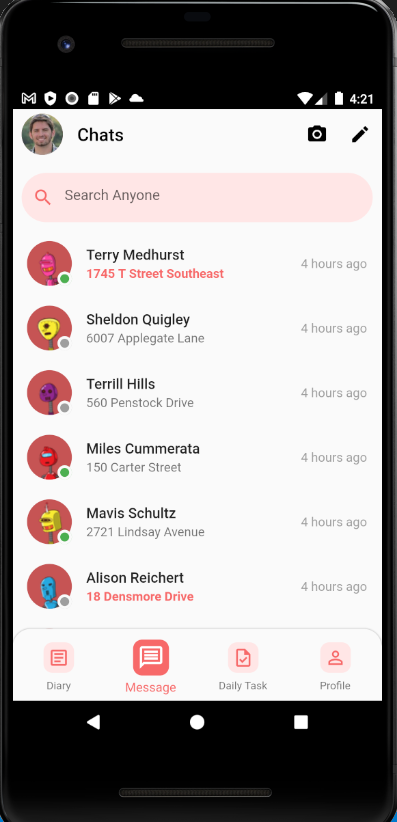 4:21
Chats
Search Anyone
Terry Medhurst
4 hours ago
1745 T Street Southeast
Sheldon Quigley
4 hours ago
6007 Applegate Lane
Terrill Hills
4 hours ago
560 Penstock Drive
Miles Cummerata
4 hours ago
150 Carter Street
Mavis Schultz
4 hours ago
2721 Lindsay Avenue
Alison Reichert
4 hours ago
18 Densmore Drive
Diary
Message
Daily Task
Profile